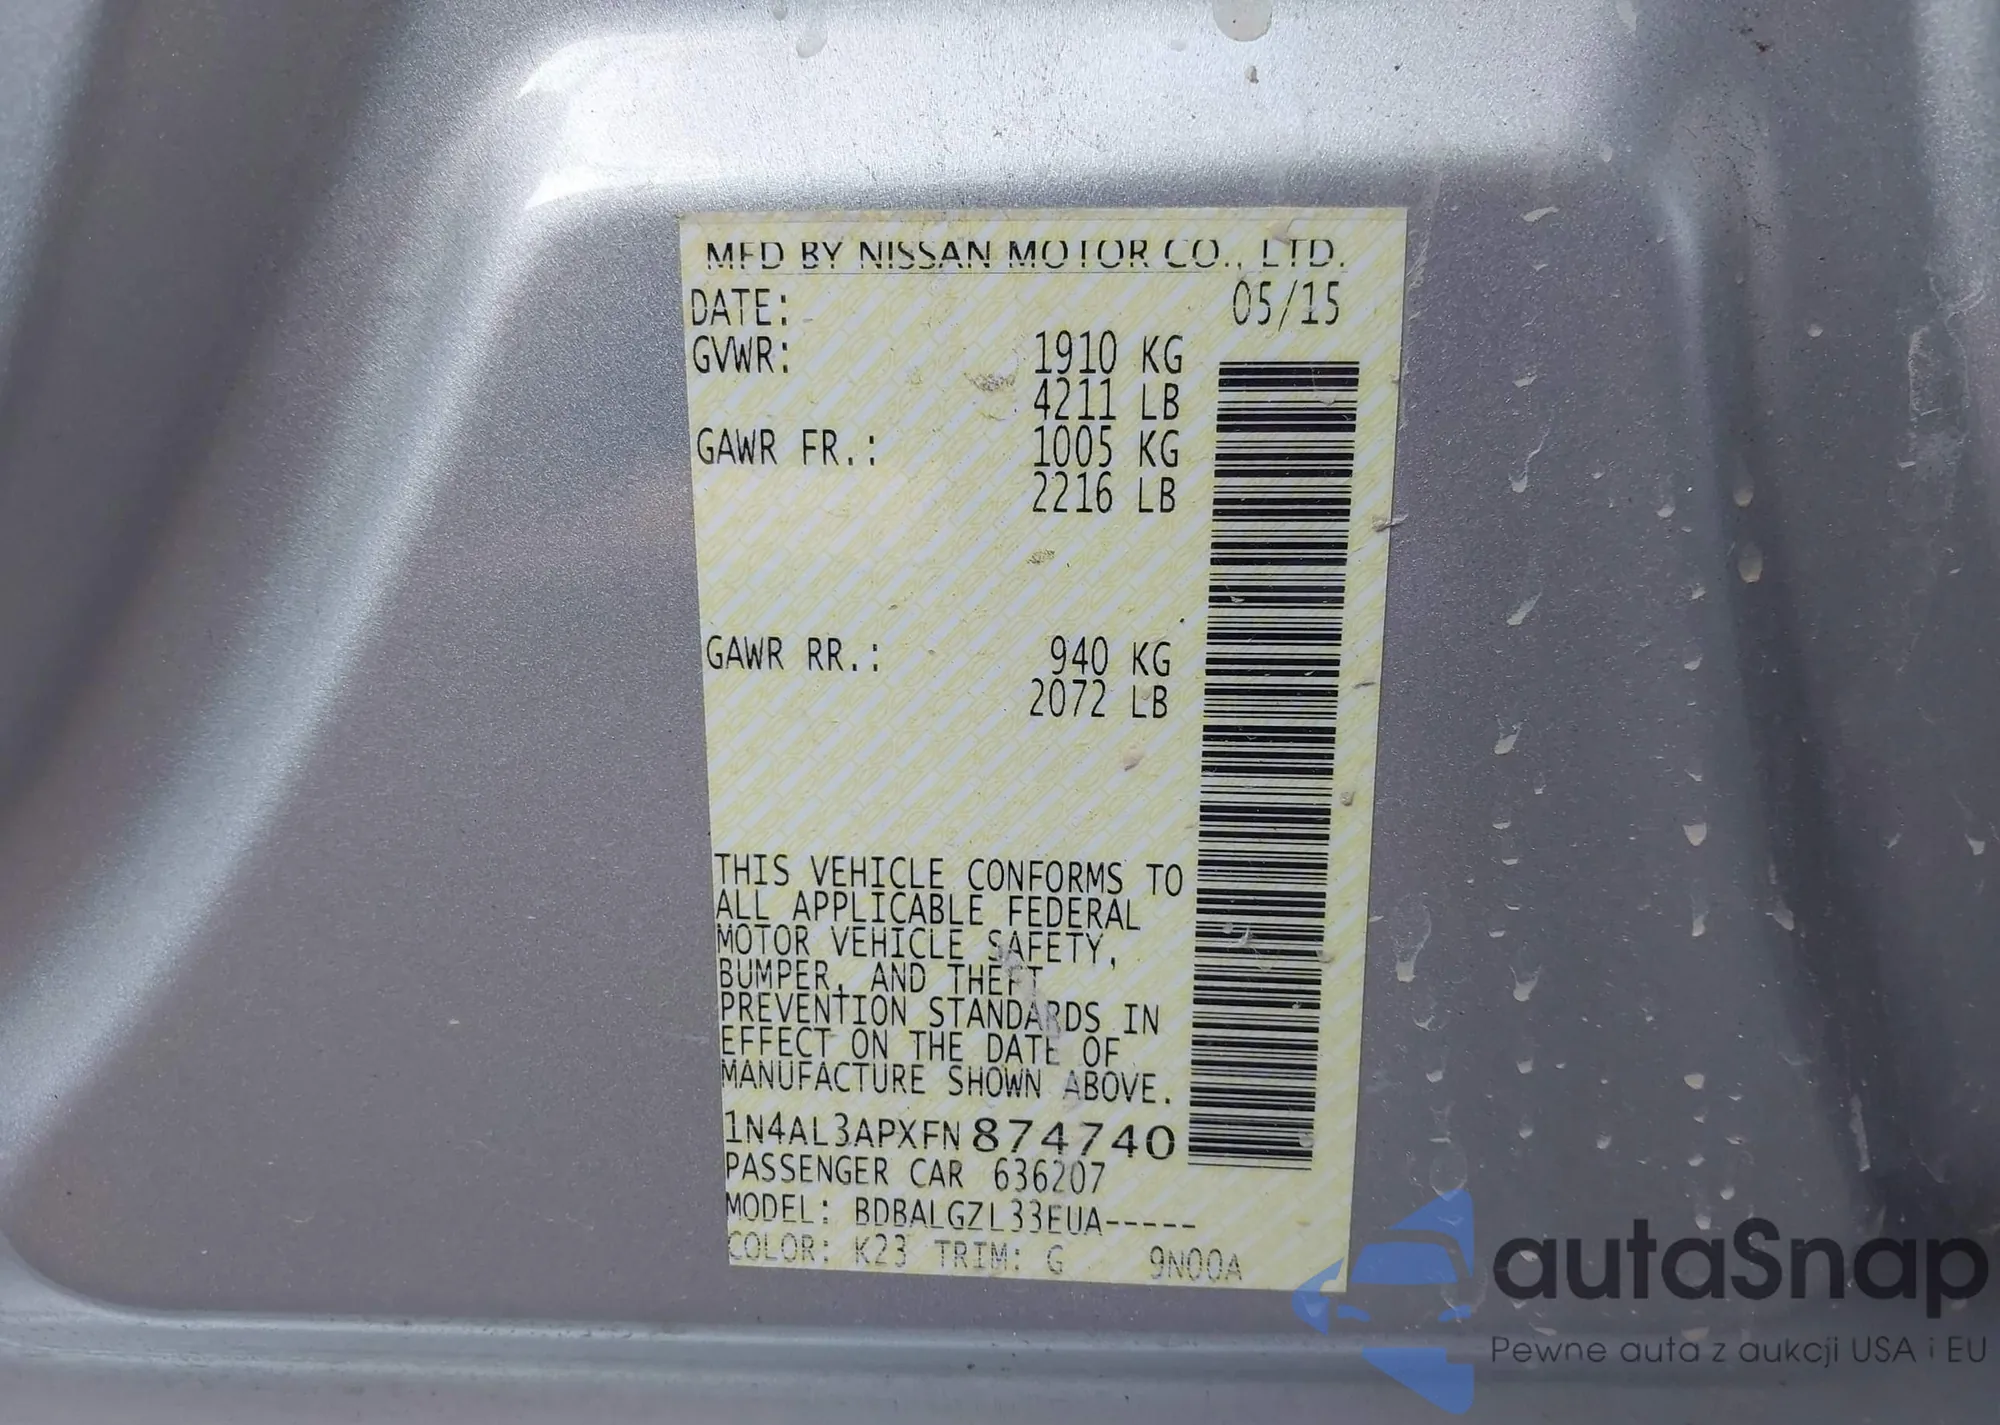 MFD BY NISSAN MOTOR CO., LTD.
DATE: 05/15
GVWR: 1910 KG
4211 LB
GAWR FR.: 1005 KG
2216 LB
GAWR RR.: 940 KG
2072 LB
THIS VEHICLE CONFORMS TO
ALL APPLICABLE FEDERAL
MOTOR VEHICLE SAFETY,
BUMPER, AND THEFT
PREVENTION STANDARDS IN
EFFECT ON THE DATE OF
MANUFACTURE SHOWN ABOVE.
1N4AL3APXFN874740
PASSENGER CAR 636207
MODEL: BDBALGZL33EUA-----
COLOR: K23 TRIM: G 9N00A
autaSnap
Pewne auta z aukcji USA i EU